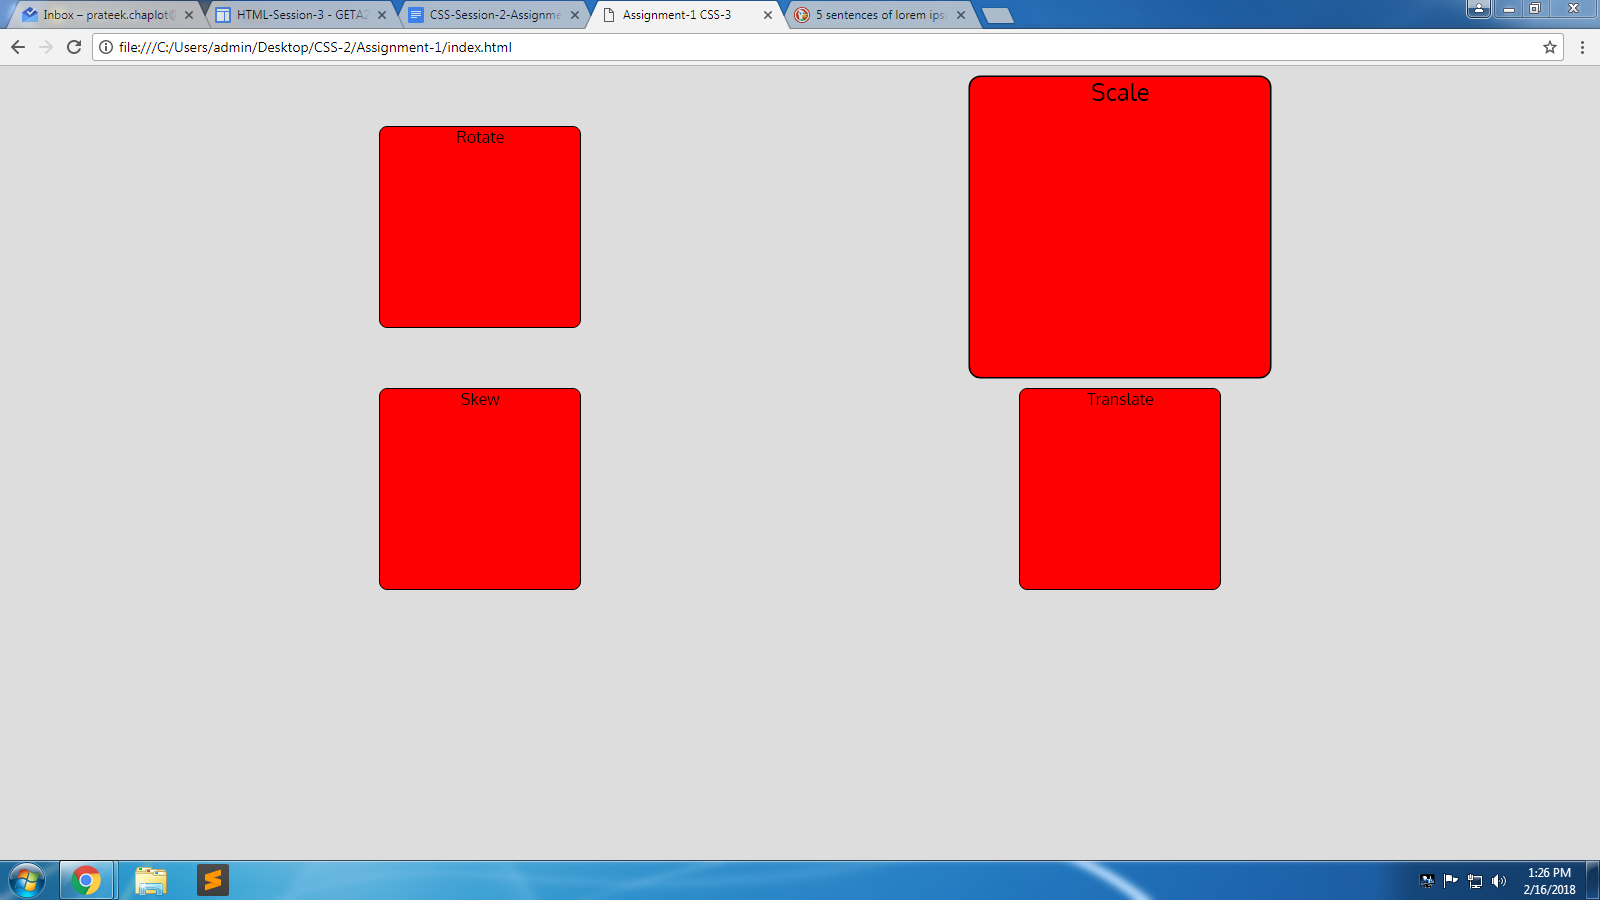 Inbox – prateek.chaplot@
HTML-Session-3 - GETA2
CSS-Session-2-Assignme
Assignment-1 CSS-3
5 sentences of lorem ips
file:///C:/Users/admin/Desktop/CSS-2/Assignment-1/index.html
Scale
Rotate
Skew
Translate
1:26 PM
2/16/2018